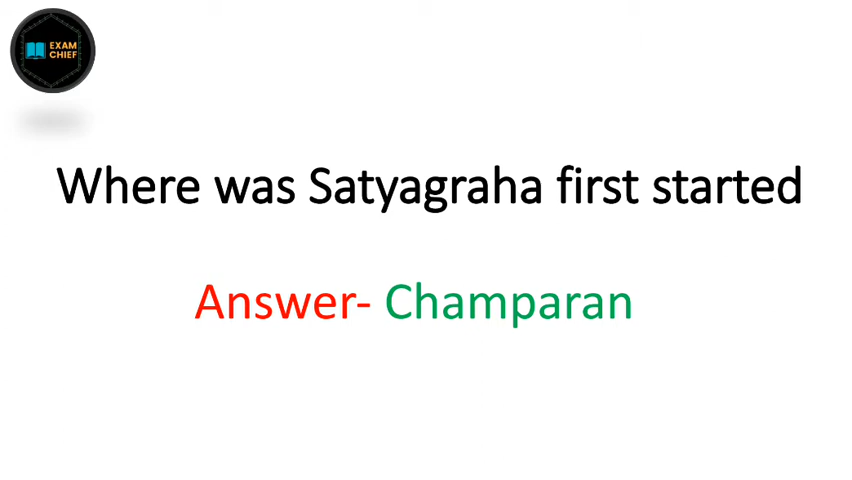 EXAM
CHIEF
Where was Satyagraha first started
Answer- Champaran